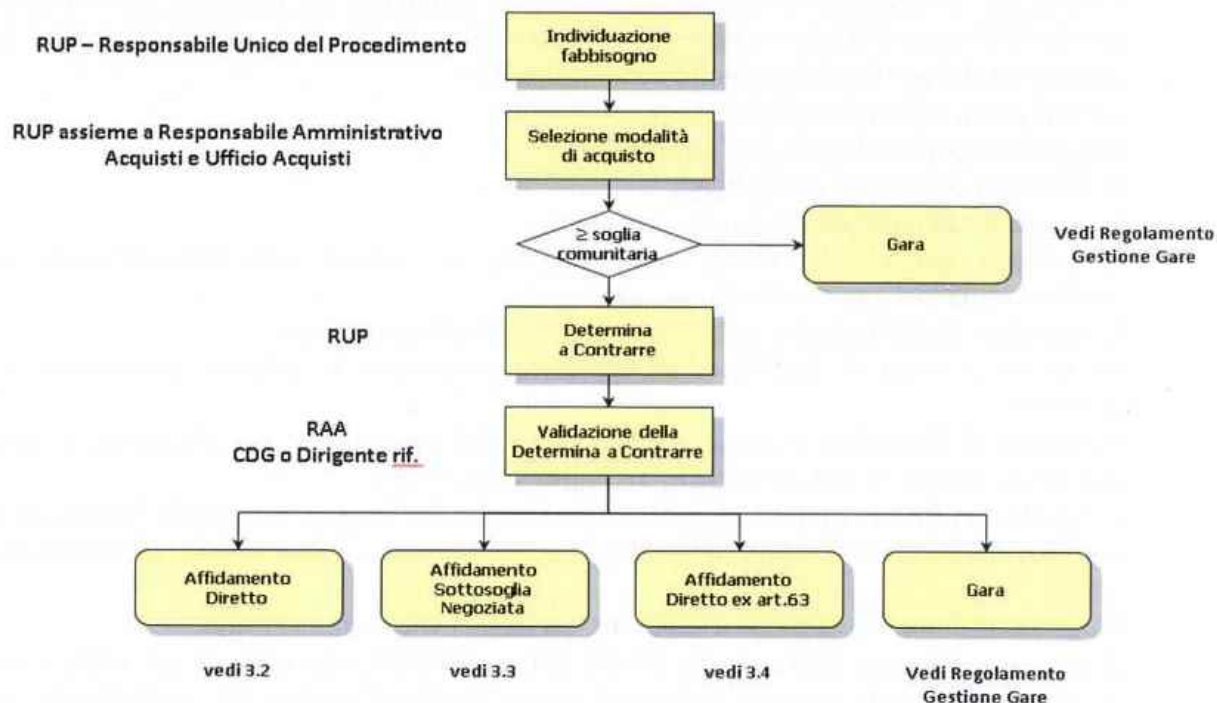 RUP – Responsabile Unico del Procedimento
Individuazione
fabbisogno
RUP assieme a Responsabile Amministrativo
Acquisti e Ufficio Acquisti
Selezione modalità
di acquisto
≥ soglia
comunitaria
Gara
Vedi Regolamento
Gestione Gare
RUP
Determina
a Contrarre
RAA
CDG o Dirigente rif.
Validazione della
Determina a Contrarre
Affidamento
Diretto
Affidamento
Sottosoglia
Negoziata
Affidamento
Diretto ex art.63
Gara
vedi 3.2
vedi 3.3
vedi 3.4
Vedi Regolamento
Gestione Gare